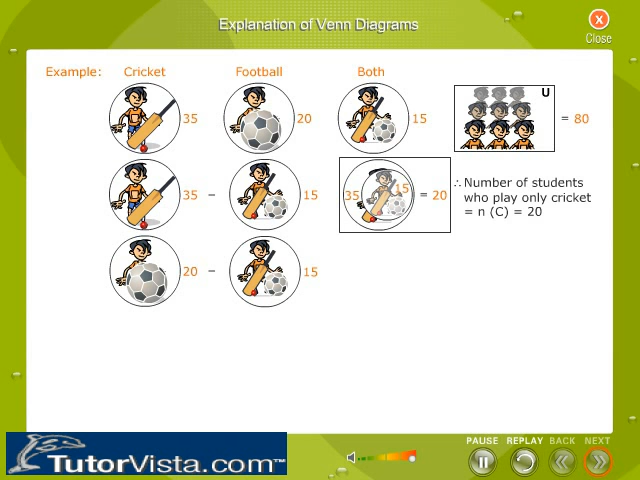 Explanation of Venn Diagrams
X
Close
Example: Cricket Football Both
35 20 15 U = 80
35 – 15 35 15 = 20
∴ Number of students
who play only cricket
= n (C) = 20
20 – 15
PAUSE REPLAY BACK NEXT
TutorVista.com™